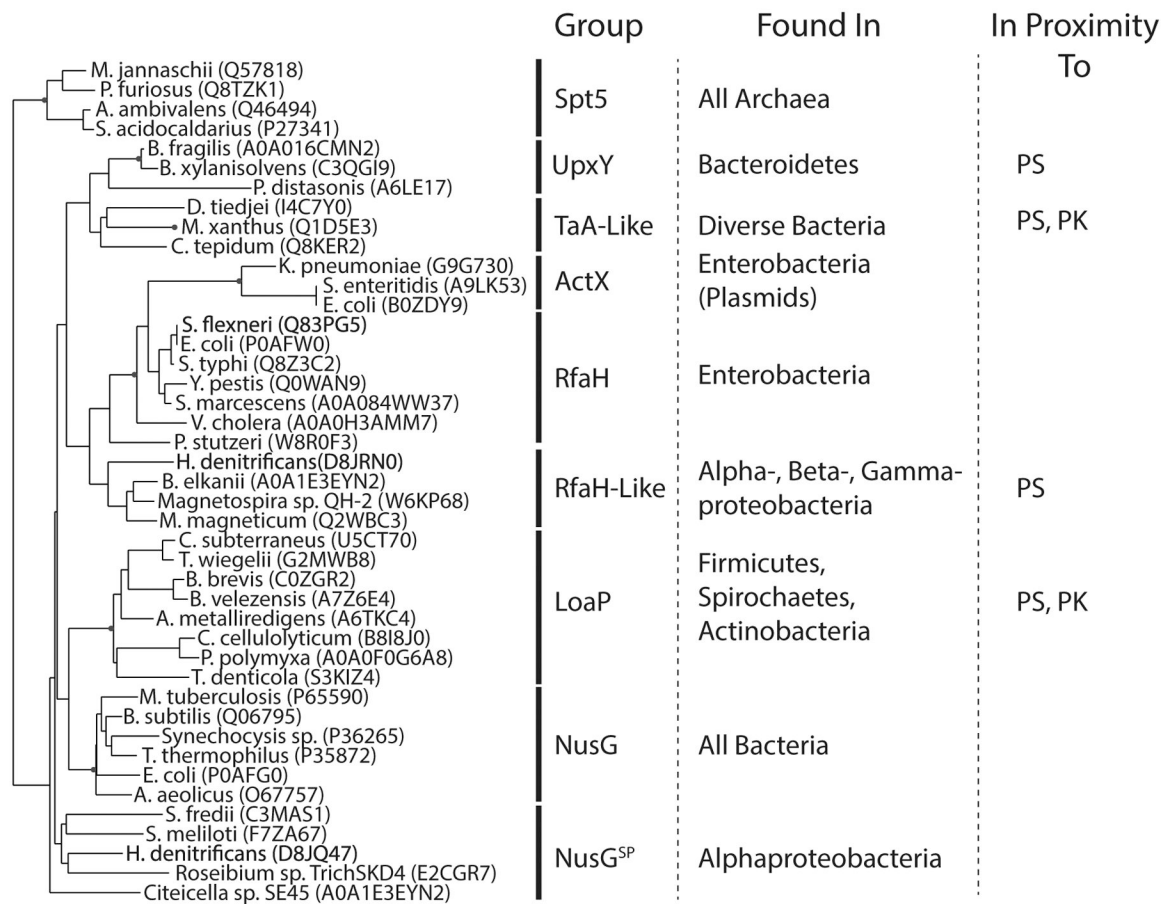 Group Found In In Proximity To
M. jannaschii (Q57818)
P. furiosus (Q8TZK1)
A. ambivalens (Q46494)
S. acidocaldarius (P27341)
Spt5 All Archaea
B. fragilis (A0A016CMN2)
B. xylanisolvens (C3QGI9)
P. distasonis (A6LE17)
UpxY Bacteroidetes PS
D. tiedjei (I4C7Y0)
M. xanthus (Q1D5E3)
C. tepidum (Q8KER2)
TaA-Like Diverse Bacteria PS, PK
K. pneumoniae (G9G730)
S. enteritidis (A9LK53)
E. coli (B0ZDY9)
ActX Enterobacteria
(Plasmids)
S. flexneri (Q83PG5)
E. coli (P0AFW0)
S. typhi (Q8Z3C2)
Y. pestis (Q0WAN9)
S. marcescens (A0A084WW37)
V. cholera (A0A0H3AMM7)
P. stutzeri (W8R0F3)
RfaH Enterobacteria
H. denitrificans(D8JRN0)
B. elkanii (A0A1E3EYN2)
Magnetospira sp. QH-2 (W6KP68)
M. magneticum (Q2WBC3)
RfaH-Like Alpha-, Beta-, Gamma-
proteobacteria PS
C. subterraneus (U5CT70)
T. wiegelii (G2MWB8)
B. brevis (C0ZGR2)
B. velezensis (A7Z6E4)
A. metalliredigens (A6TKC4)
C. cellulolyticum (B8I8J0)
P. polymyxa (A0A0F0G6A8)
T. denticola (S3KIZ4)
LoaP Firmicutes,
Spirochaetes,
Actinobacteria PS, PK
M. tuberculosis (P65590)
B. subtilis (Q06795)
Synechocysis sp. (P36265)
T. thermophilus (P35872)
E. coli (P0AFG0)
A. aeolicus (O67757)
NusG All Bacteria
S. fredii (C3MAS1)
S. meliloti (F7ZA67)
H. denitrificans (D8JQ47)
Roseibium sp. TrichSKD4 (E2CGR7)
Citeicella sp. SE45 (A0A1E3EYN2)
NusGSP Alphaproteobacteria